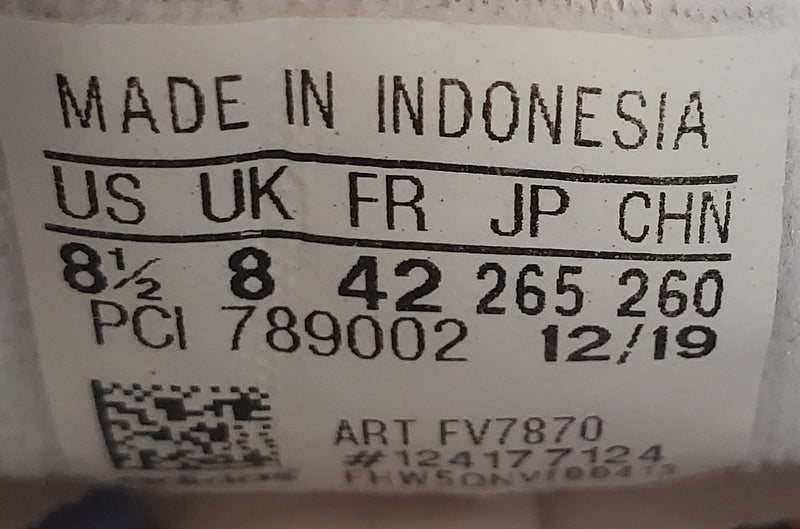 MADE IN INDONESIA
US UK FR JP CHN
8½ 8 42 265 260
PCI 789002 12/19
ART FV7870
#124177124